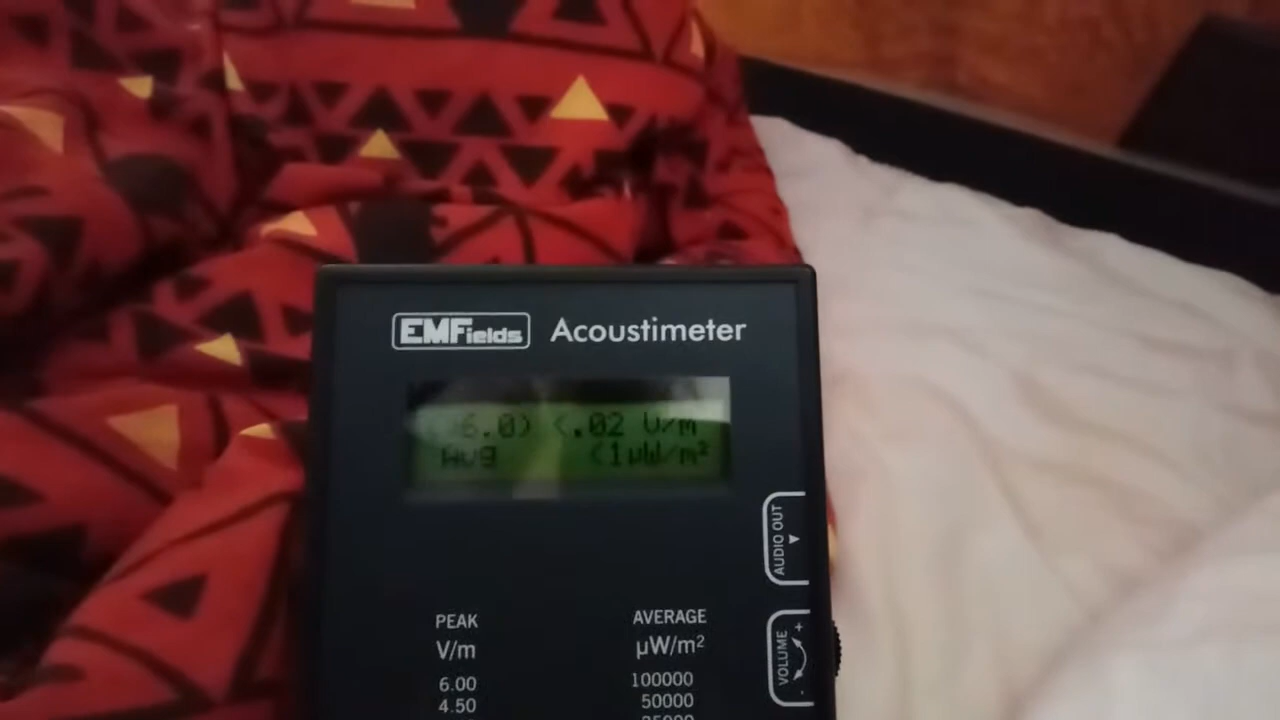 EMFields Acoustimeter
6.0) <.02 V/m
Avg <1µW/m²
AUDIO OUT
VOLUME
- +
PEAK AVERAGE
V/m µW/m²
6.00 100000
4.50 50000